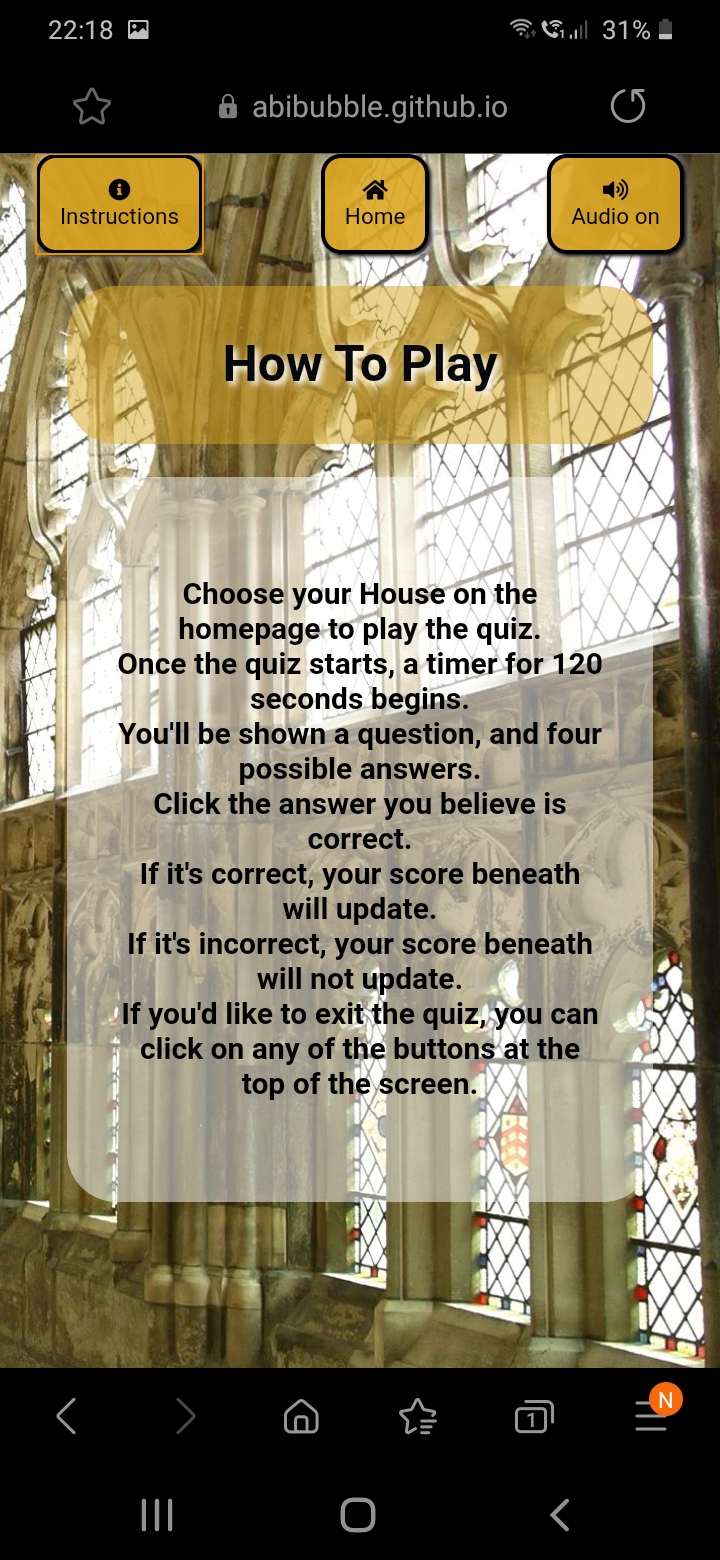 22:18 31%
abibubble.github.io
Instructions Home Audio on
How To Play
Choose your House on the
homepage to play the quiz.
Once the quiz starts, a timer for 120
seconds begins.
You'll be shown a question, and four
possible answers.
Click the answer you believe is
correct.
If it's correct, your score beneath
will update.
If it's incorrect, your score beneath
will not update.
If you'd like to exit the quiz, you can
click on any of the buttons at the
top of the screen.
1 N